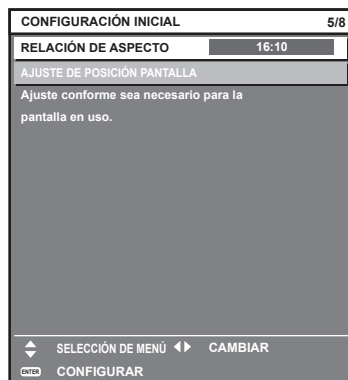 CONFIGURACIÓN INICIAL 5/8
RELACIÓN DE ASPECTO 16:10
AJUSTE DE POSICIÓN PANTALLA
Ajuste conforme sea necesario para la
pantalla en uso.
SELECCIÓN DE MENÚ CAMBIAR
ENTER CONFIGURAR